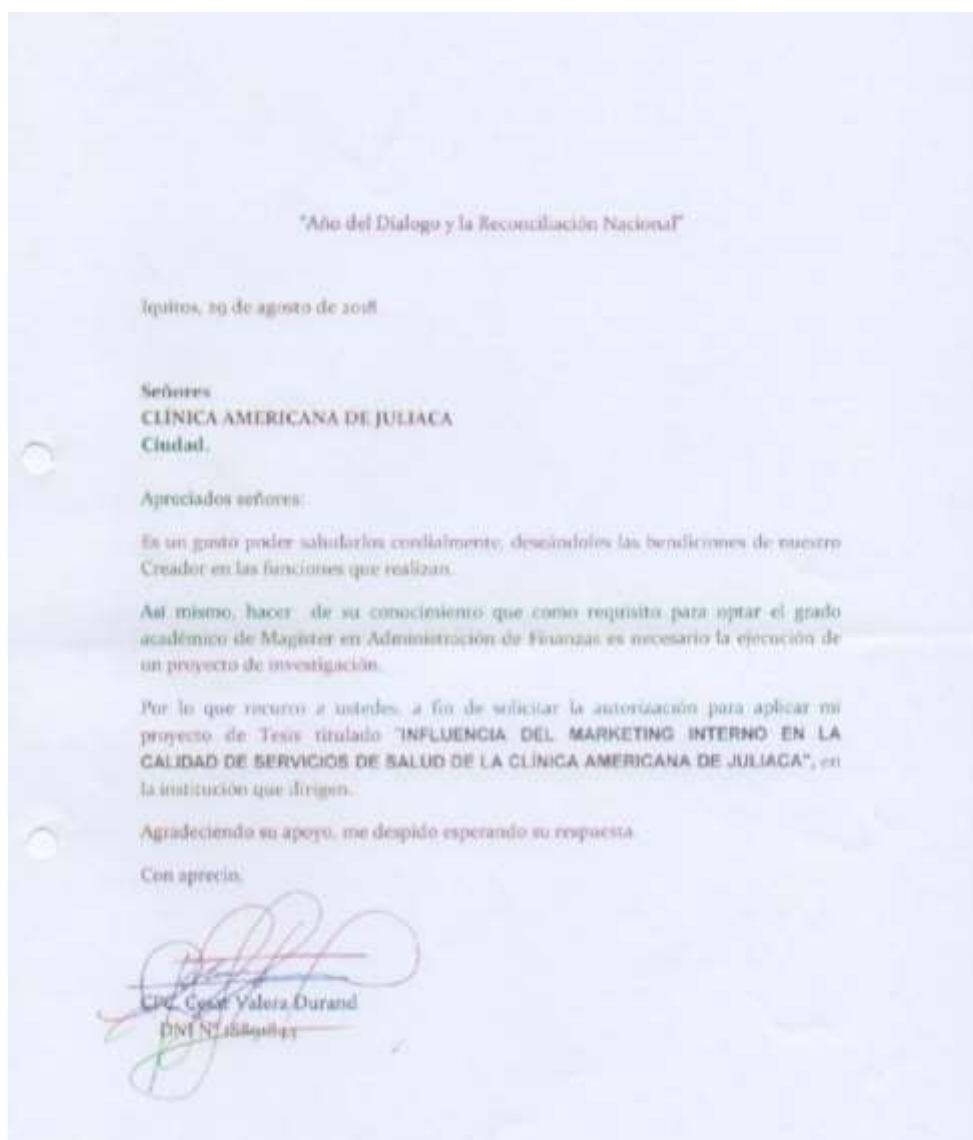 "Año del Dialogo y la Reconciliación Nacional"
Iquitos, 29 de agosto de 2018
Señores
CLÍNICA AMERICANA DE JULIACA
Ciudad.
Apreciados señores:
Es un gusto poder saludarlos cordialmente, deseándoles las bendiciones de nuestro
Creador en las funciones que realizan.
Así mismo, hacer de su conocimiento que como requisito para optar el grado
académico de Magíster en Administración de Finanzas es necesario la ejecución de
un proyecto de investigación.
Por lo que recurro a ustedes, a fin de solicitar la autorización para aplicar mi
proyecto de Tesis titulado "INFLUENCIA DEL MARKETING INTERNO EN LA
CALIDAD DE SERVICIOS DE SALUD DE LA CLÍNICA AMERICANA DE JULIACA", en
la institución que dirigen.
Agradeciendo su apoyo, me despido esperando su respuesta.
Con aprecio,
CPC. Cesar Valera Durand
DNI N°